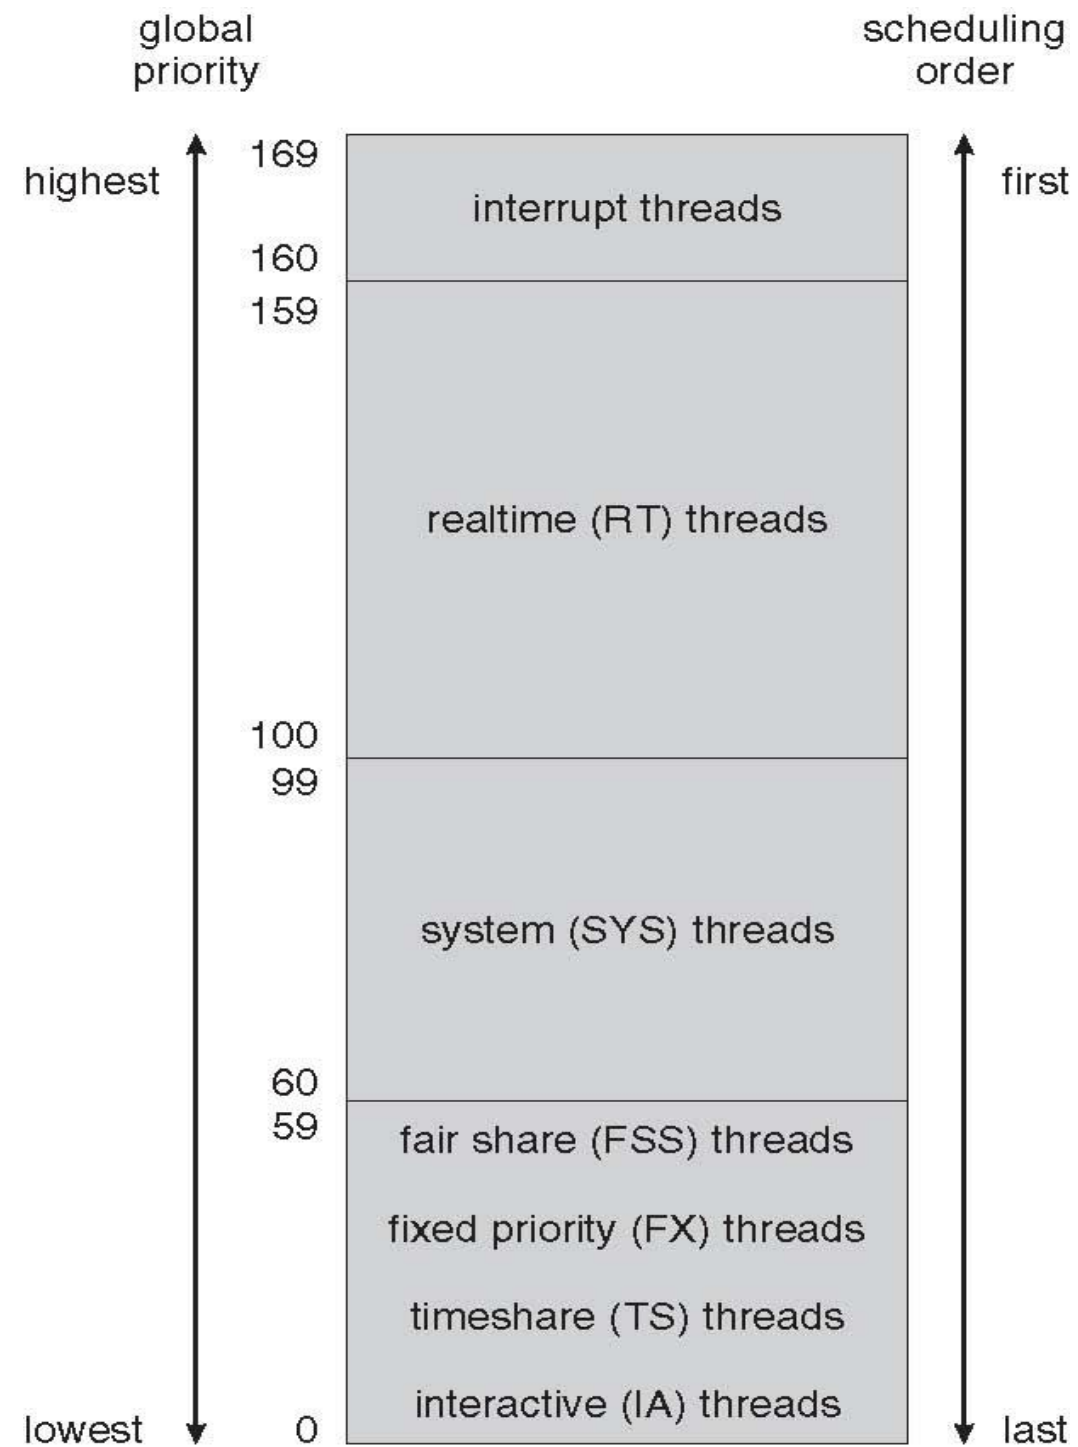 global
priority
scheduling
order
highest
169
first
interrupt threads
160
159
realtime (RT) threads
100
99
system (SYS) threads
60
59
fair share (FSS) threads
fixed priority (FX) threads
timeshare (TS) threads
interactive (IA) threads
lowest
0
last